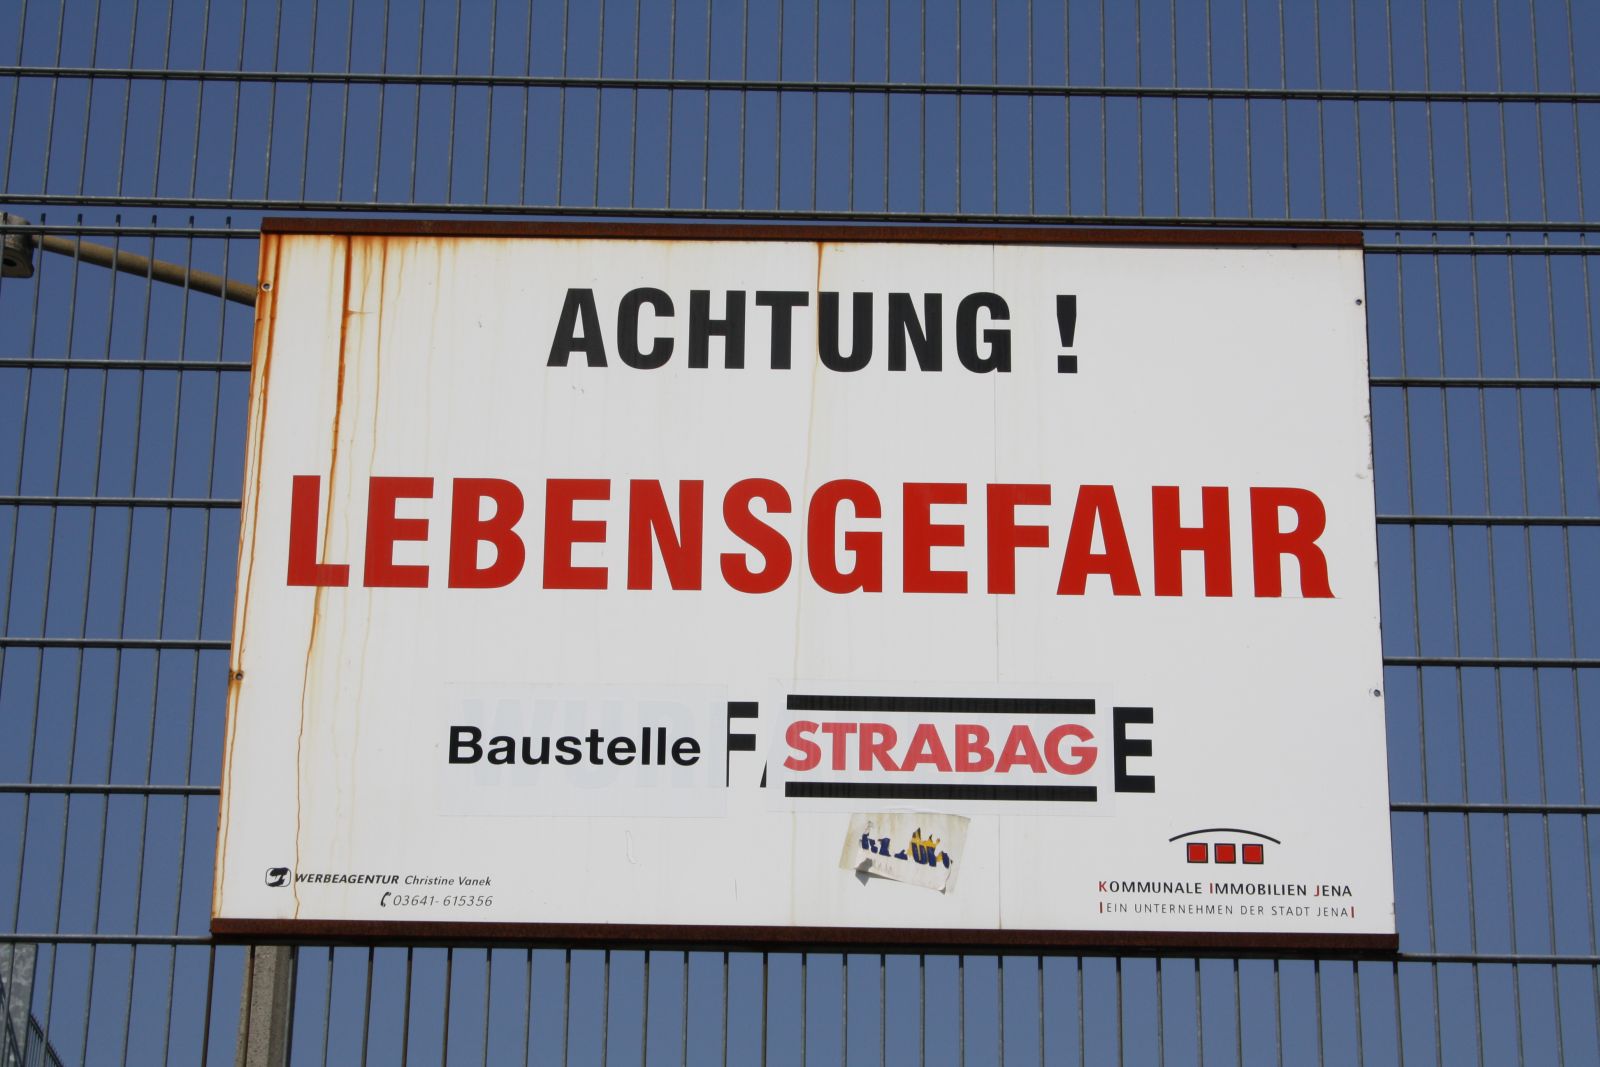 ACHTUNG !
LEBENSGEFAHR
Baustelle F STRABAG E
WERBEAGENTUR Christine Vanek
03641-615356
KOMMUNALE IMMOBILIEN JENA
EIN UNTERNEHMEN DER STADT JENA